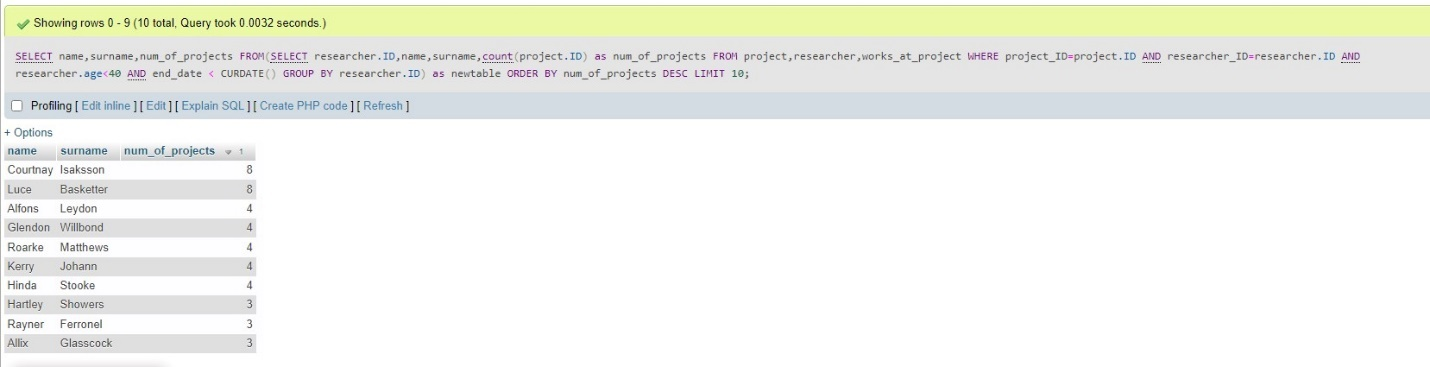 Showing rows 0 - 9 (10 total, Query took 0.0032 seconds.)
SELECT name,surname,num_of_projects FROM(SELECT researcher.ID,name,surname,count(project.ID) as num_of_projects FROM project,researcher,works_at_project WHERE project_ID=project.ID AND researcher_ID=researcher.ID AND
researcher.age<40 AND end_date < CURDATE() GROUP BY researcher.ID) as newtable ORDER BY num_of_projects DESC LIMIT 10;
Profiling [ Edit inline ] [ Edit ] [ Explain SQL ] [ Create PHP code ] [ Refresh ]
+ Options
name surname num_of_projects 1
Courtnay Isaksson 8
Luce Basketter 8
Alfons Leydon 4
Glendon Willbond 4
Roarke Matthews 4
Kerry Johann 4
Hinda Stooke 4
Hartley Showers 3
Rayner Ferronel 3
Allix Glasscock 3